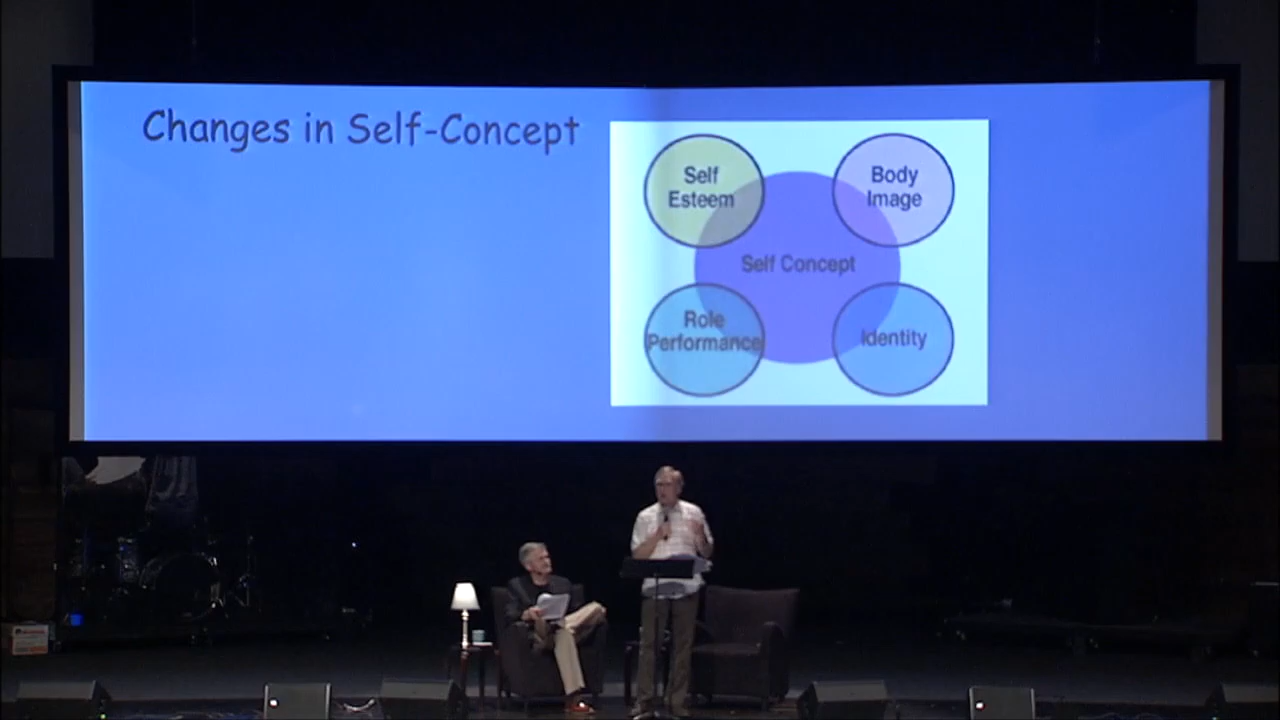 Changes in Self-Concept
Self
Esteem
Body
Image
Self Concept
Role
Performance
Identity